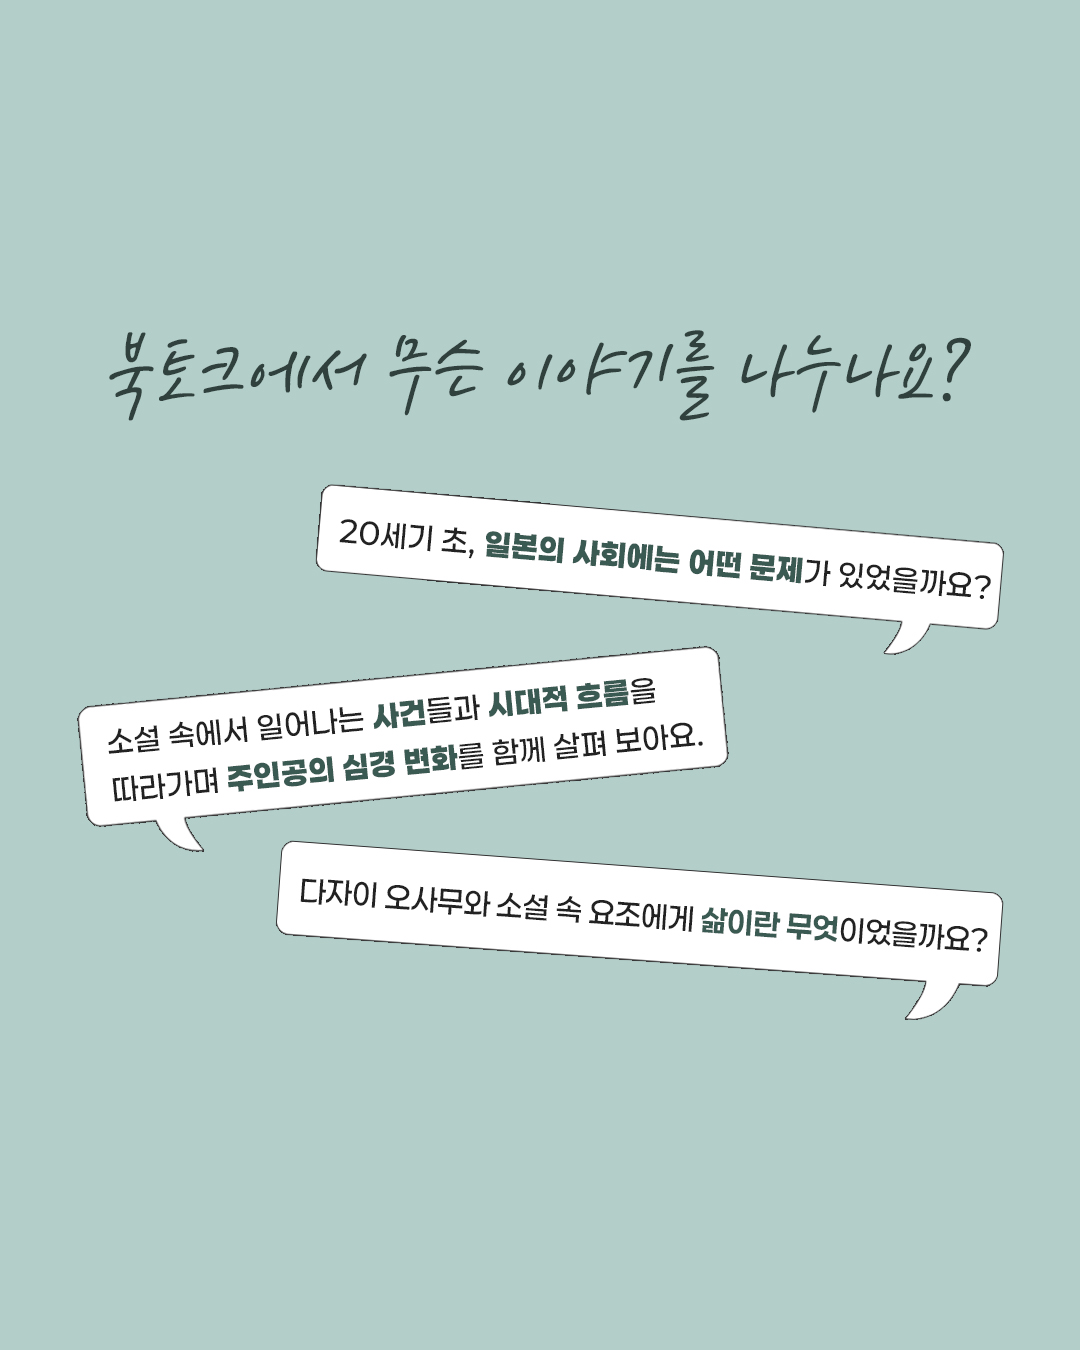 북토크에서 무슨 이야기를 나누나요?
20세기 초, 일본의 사회에는 어떤 문제가 있었을까요?
소설 속에서 일어나는 사건들과 시대적 흐름을
따라가며 주인공의 심경 변화를 함께 살펴 보아요.
다자이 오사무와 소설 속 요조에게 삶이란 무엇이었을까요?